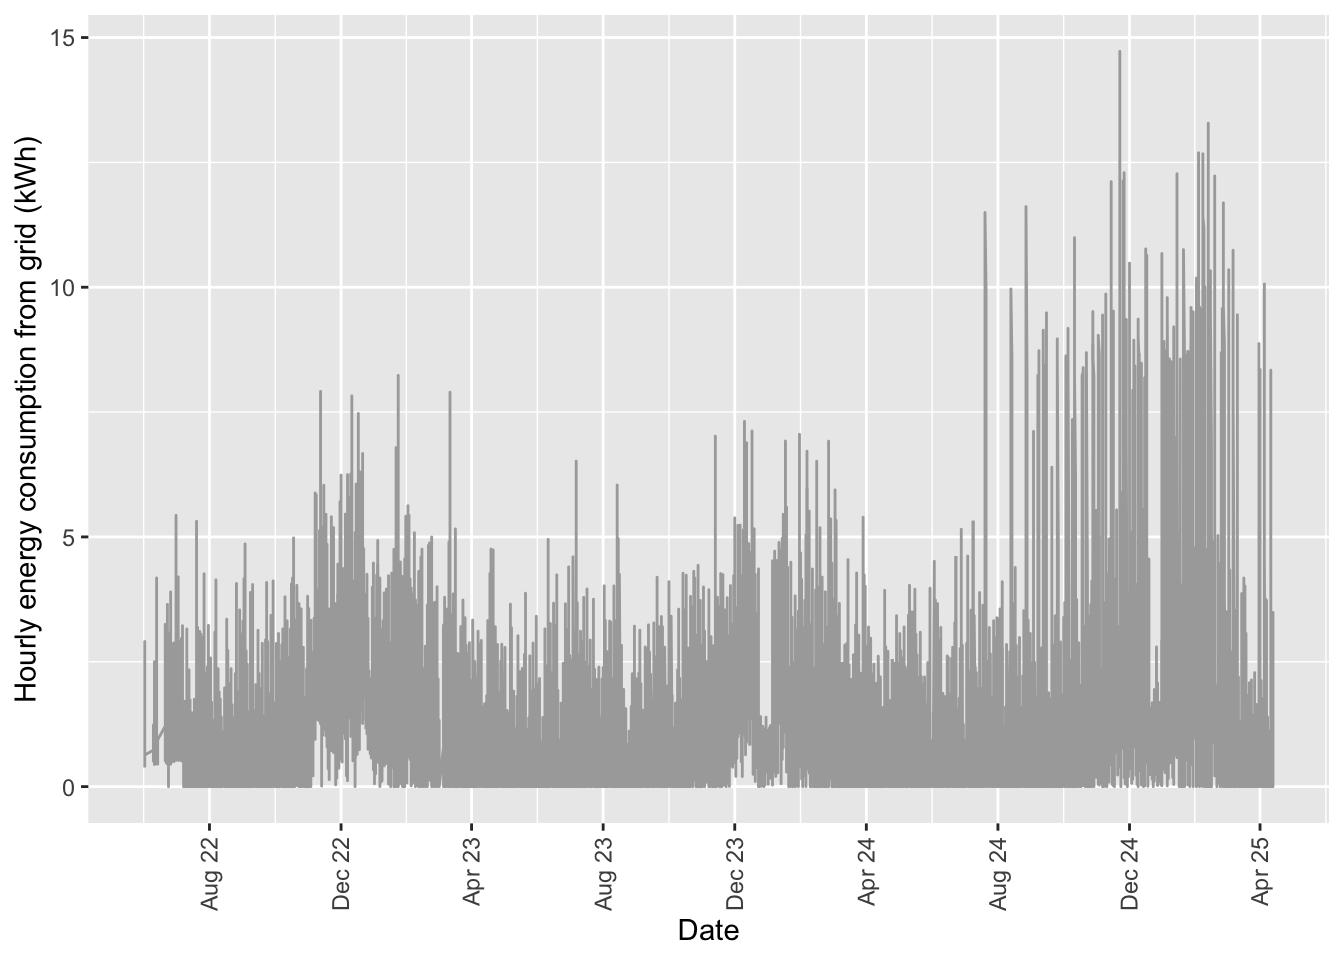 Hourly energy consumption from grid (kWh)
15
10
5
0
Aug 22
Dec 22
Apr 23
Aug 23
Dec 23
Apr 24
Aug 24
Dec 24
Apr 25
Date